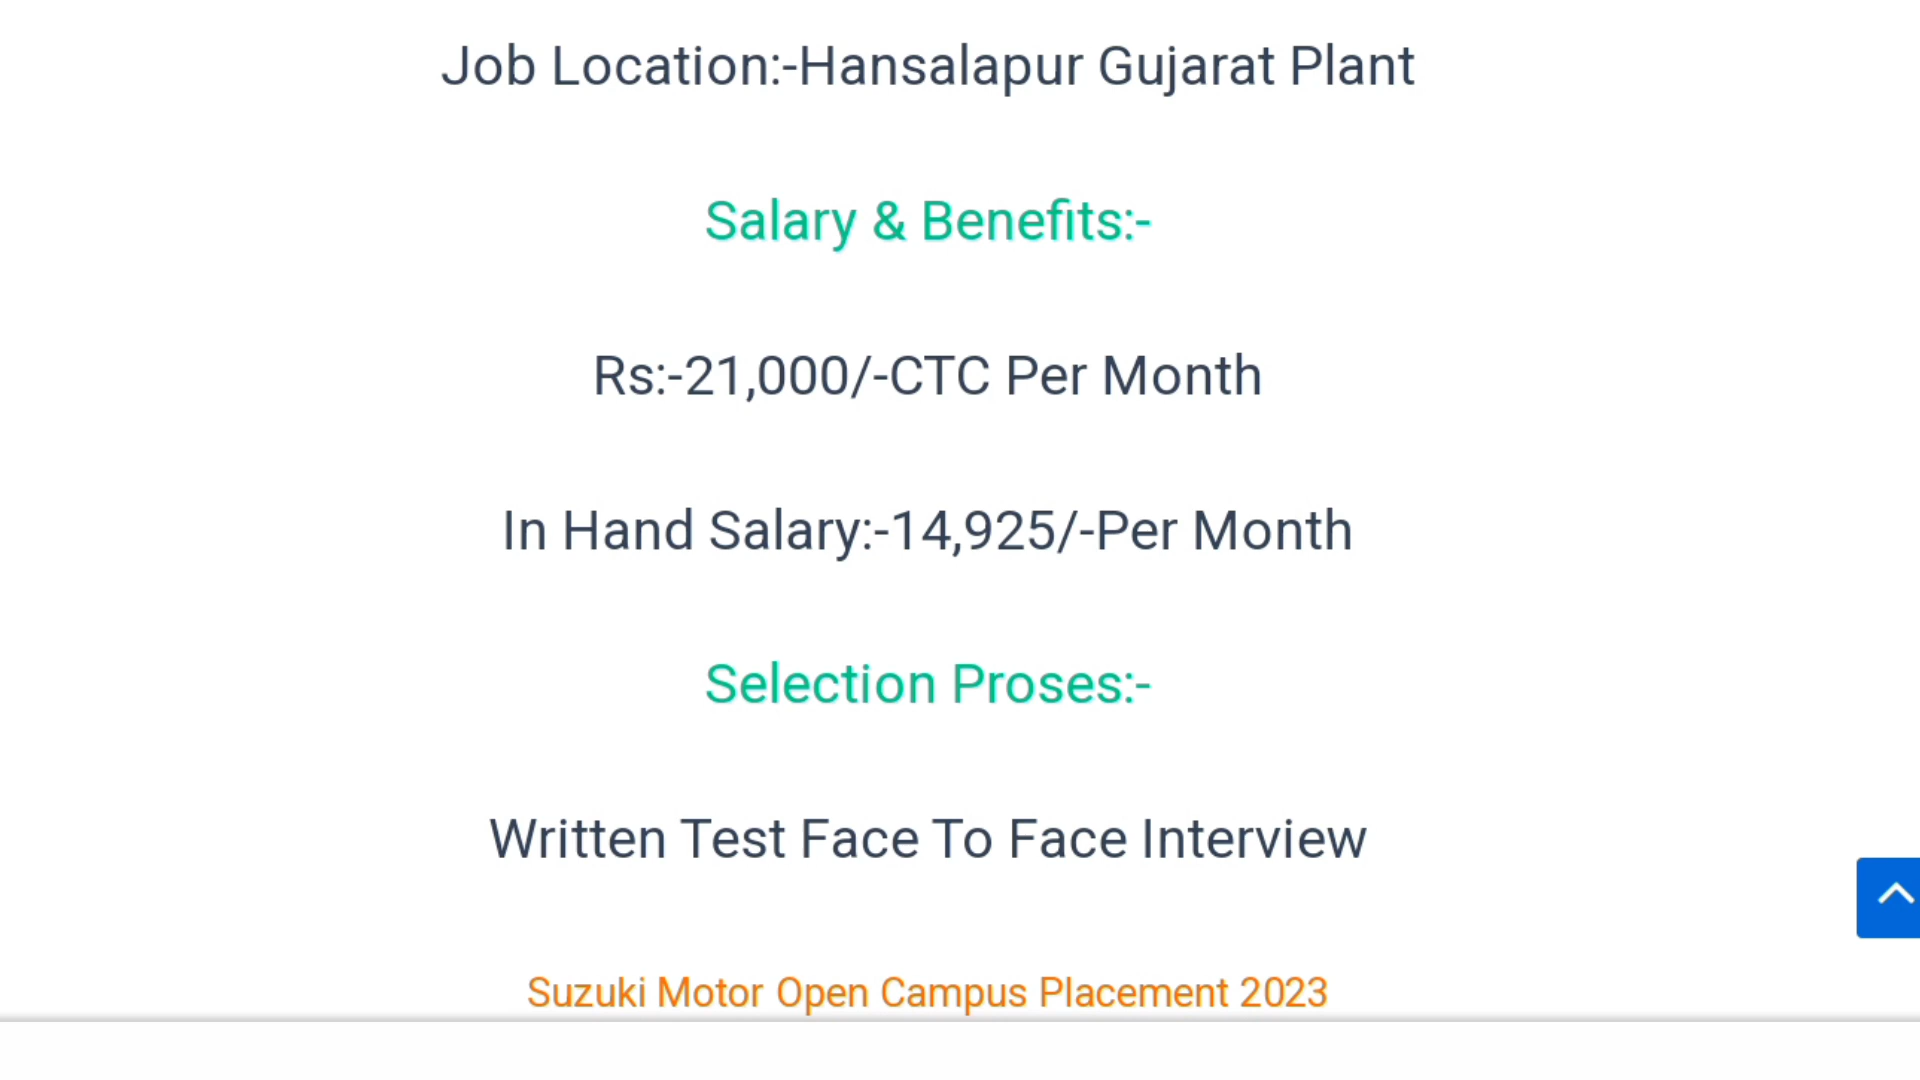 Job Location:-Hansalapur Gujarat Plant
Salary & Benefits:-
Rs:-21,000/-CTC Per Month
In Hand Salary:-14,925/-Per Month
Selection Proses:-
Written Test Face To Face Interview
Suzuki Motor Open Campus Placement 2023